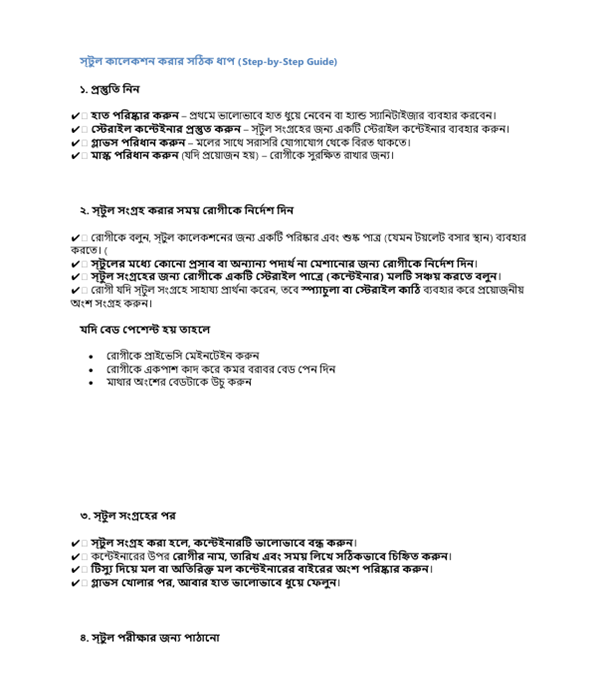 স্টুল কালেকশন করার সঠিক ধাপ (Step-by-Step Guide)
১. প্রস্তুতি নিন
✔ হাত পরিষ্কার করুন – প্রথমে ভালোভাবে হাত ধুয়ে নেবেন বা হ্যান্ড স্যানিটাইজার ব্যবহার করবেন।
✔ স্টেরাইল কন্টেইনার প্রস্তুত করুন – স্টুল সংগ্রহের জন্য একটি স্টেরাইল কন্টেইনার ব্যবহার করুন।
✔ গ্লাভস পরিধান করুন – মলের সাথে সরাসরি যোগাযোগ থেকে বিরত থাকতে।
✔ মাস্ক পরিধান করুন (যদি প্রয়োজন হয়) – রোগীকে সুরক্ষিত রাখার জন্য।
২. স্টুল সংগ্রহ করার সময় রোগীকে নির্দেশ দিন
✔ রোগীকে বলুন, স্টুল কালেকশনের জন্য একটি পরিষ্কার এবং শুষ্ক পাত্র (যেমন টয়লেট বসার স্থান) ব্যবহার
করতে। (
✔ স্টুলের মধ্যে কোনো প্রসাব বা অন্যান্য পদার্থ না মেশানোর জন্য রোগীকে নির্দেশ দিন।
✔ স্টুল সংগ্রহের জন্য রোগীকে একটি স্টেরাইল পাত্রে (কন্টেইনার) মলটি সঞ্চয় করতে বলুন।
✔ রোগী যদি স্টুল সংগ্রহে সাহায্য প্রার্থনা করেন, তবে স্প্যাচুলা বা স্টেরাইল কাঠি ব্যবহার করে প্রয়োজনীয়
অংশ সংগ্রহ করুন।
যদি বেড পেশেন্ট হয় তাহলে
• রোগীকে প্রাইভেসি মেইনটেইন করুন
• রোগীকে একপাশ কাদ করে কমর বরাবর বেড পেন দিন
• মাথার অংশের বেডটাকে উচু করুন
৩. স্টুল সংগ্রহের পর
✔ স্টুল সংগ্রহ করা হলে, কন্টেইনারটি ভালোভাবে বন্ধ করুন।
✔ কন্টেইনারের উপর রোগীর নাম, তারিখ এবং সময় লিখে সঠিকভাবে চিহ্নিত করুন।
✔ টিস্যু দিয়ে মল বা অতিরিক্ত মল কন্টেইনারের বাইরের অংশ পরিষ্কার করুন।
✔ গ্লাভস খোলার পর, আবার হাত ভালোভাবে ধুয়ে ফেলুন।
৪. স্টুল পরীক্ষার জন্য পাঠানো